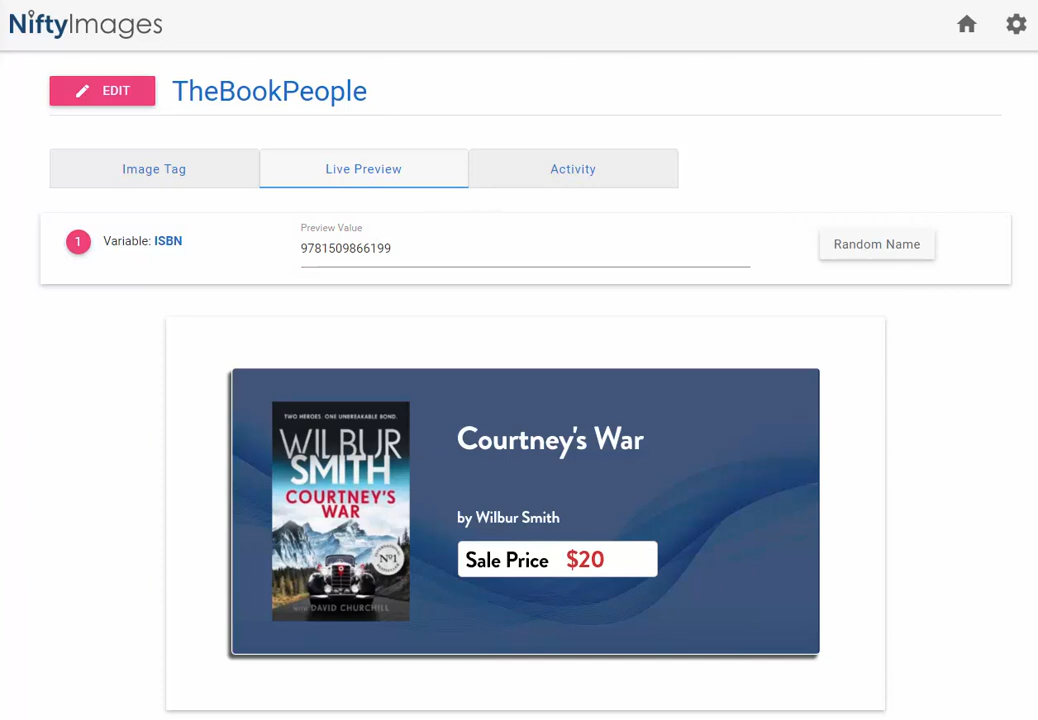 NiftyImages
EDIT
TheBookPeople
Image Tag
Live Preview
Activity
1
Variable: ISBN
Preview Value
9781509866199
Random Name
TWO HEROES. ONE UNBREAKABLE BOND.
WILBUR
SMITH
COURTNEY'S
WAR
Nº1
WITH DAVID CHURCHILL
Courtney's War
by Wilbur Smith
Sale Price $20